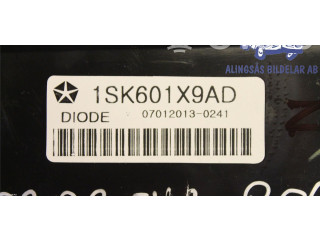 ALINGSÅS BILDELAR AB
1SK601X9AD
DIODE 07012013-0241